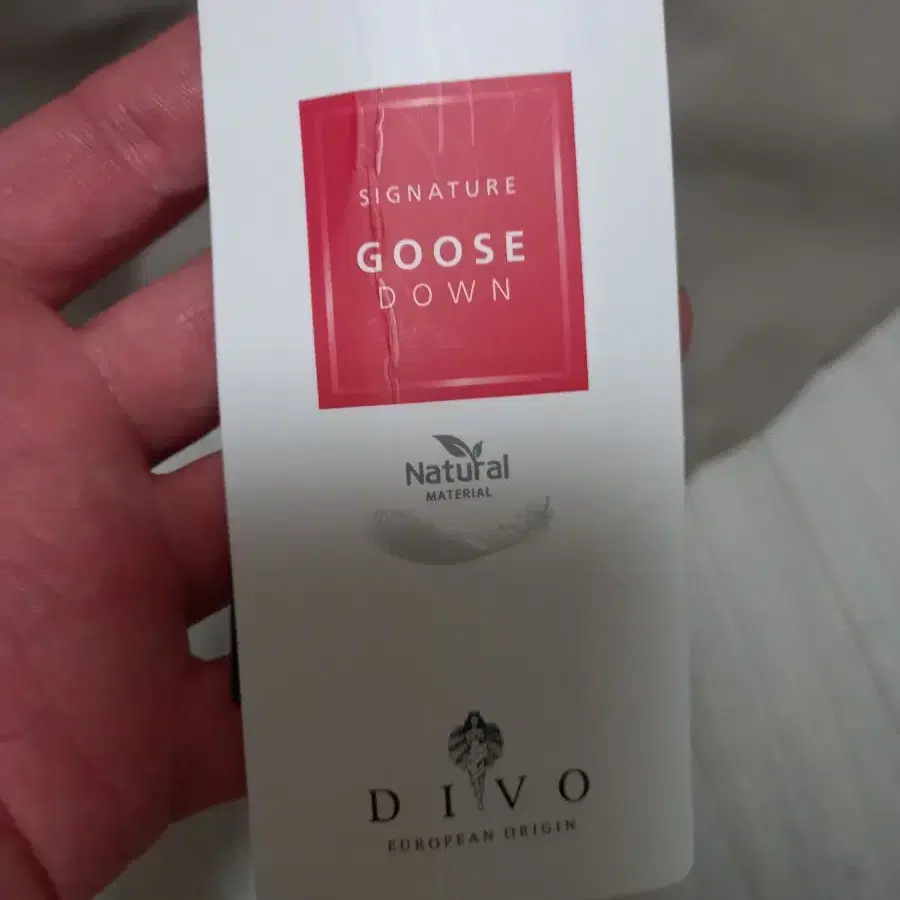 SIGNATURE
GOOSE
DOWN
Natural
MATERIAL
DIVO
EUROPEAN ORIGIN